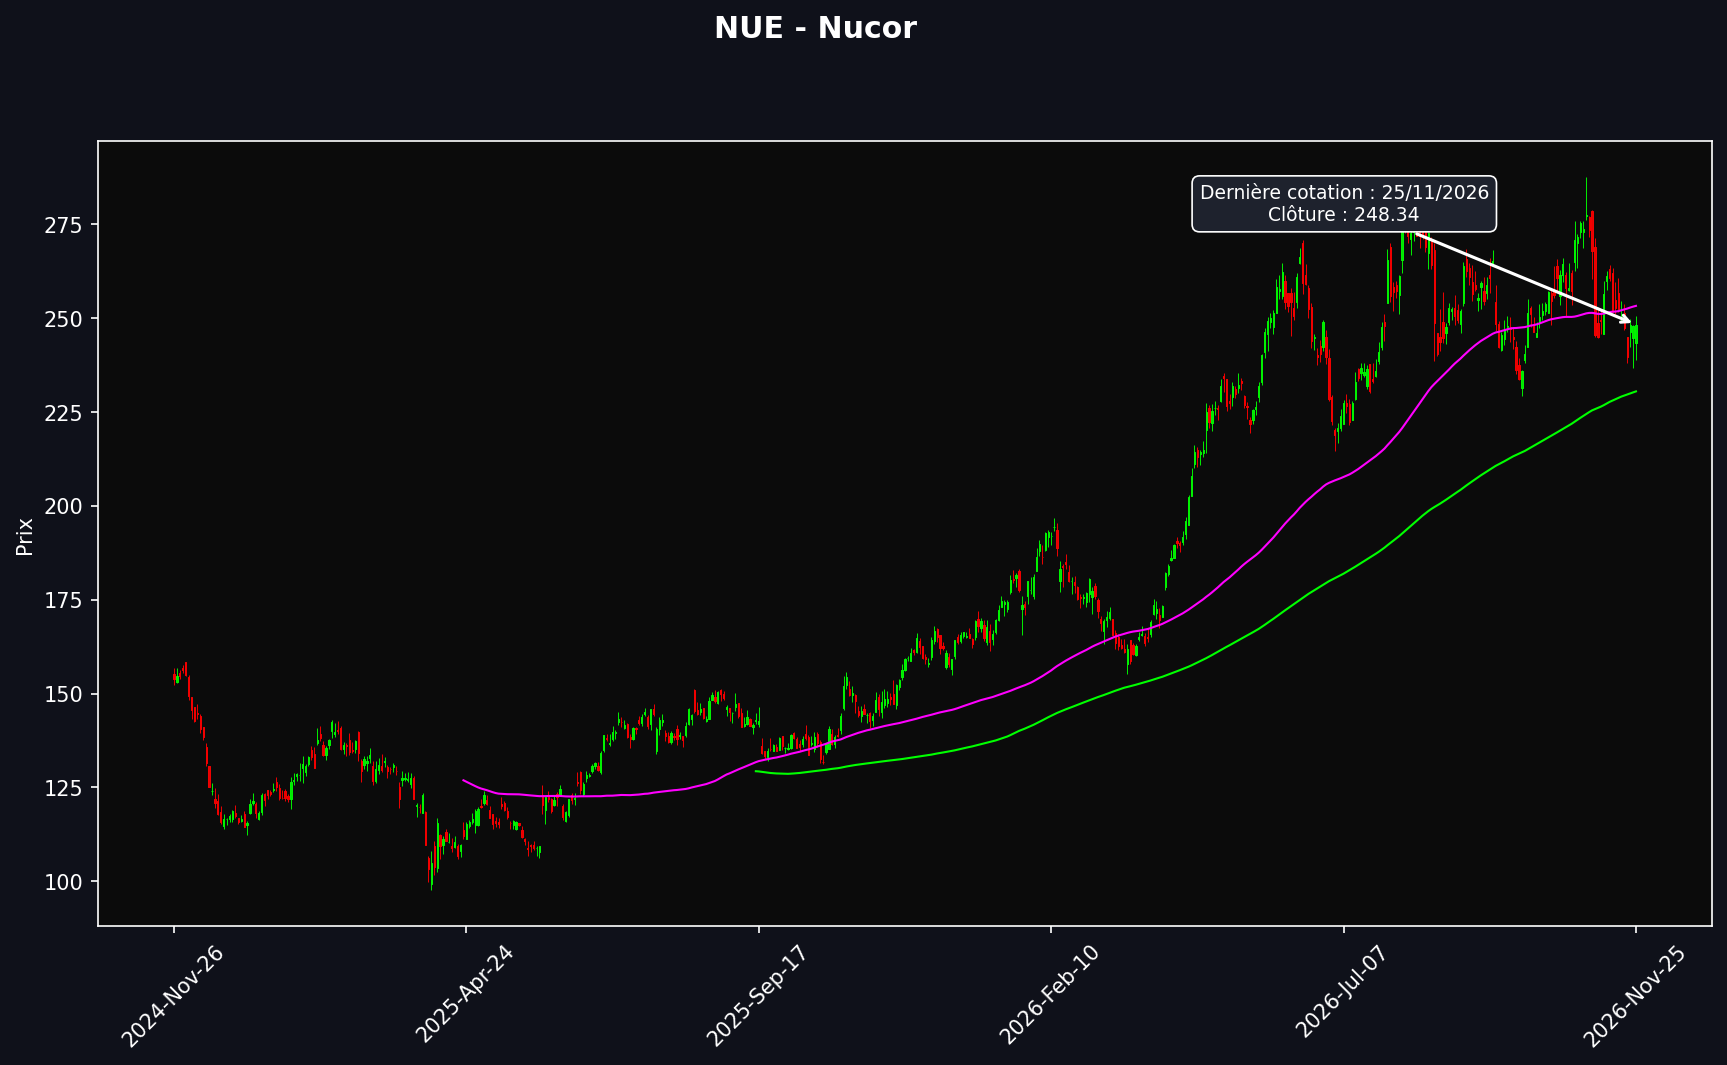 NUE - Nucor
Dernière cotation : 25/11/2026
Clôture : 248.34
Prix
275
250
225
200
175
150
125
100
2024-Nov-26
2025-Apr-24
2025-Sep-17
2026-Feb-10
2026-Jul-07
2026-Nov-25